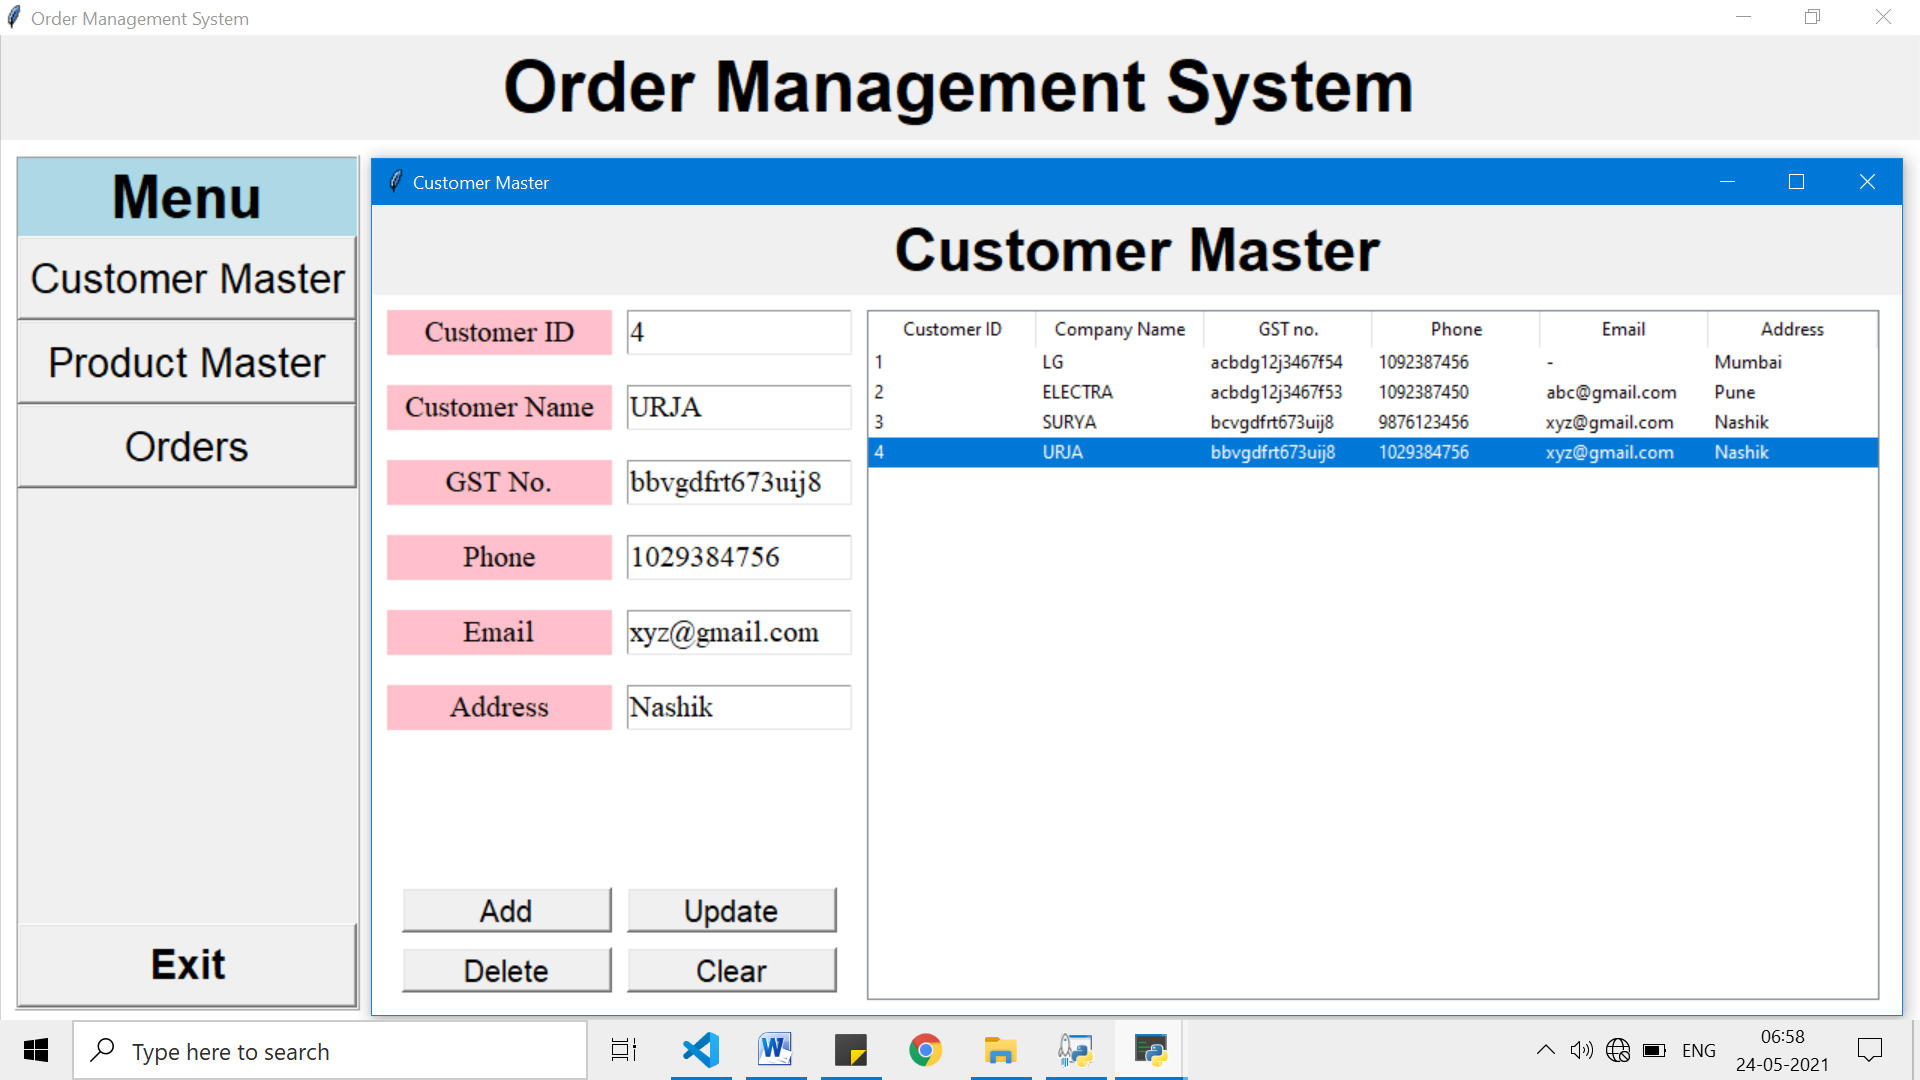 Order Management System
Order Management System
Menu
Customer Master
Product Master
Orders
Exit
Customer Master
Customer Master
Customer ID 4
Customer Name URJA
GST No. bbvgdfrt673uij8
Phone 1029384756
Email xyz@gmail.com
Address Nashik
Add Update
Delete Clear
Customer ID Company Name GST no. Phone Email Address
1 LG acbdg12j3467f54 1092387456 - Mumbai
2 ELECTRA acbdg12j3467f53 1092387450 abc@gmail.com Pune
3 SURYA bcvgdfrt673uij8 9876123456 xyz@gmail.com Nashik
4 URJA bbvgdfrt673uij8 1029384756 xyz@gmail.com Nashik
Type here to search
W
ENG
06:58
24-05-2021